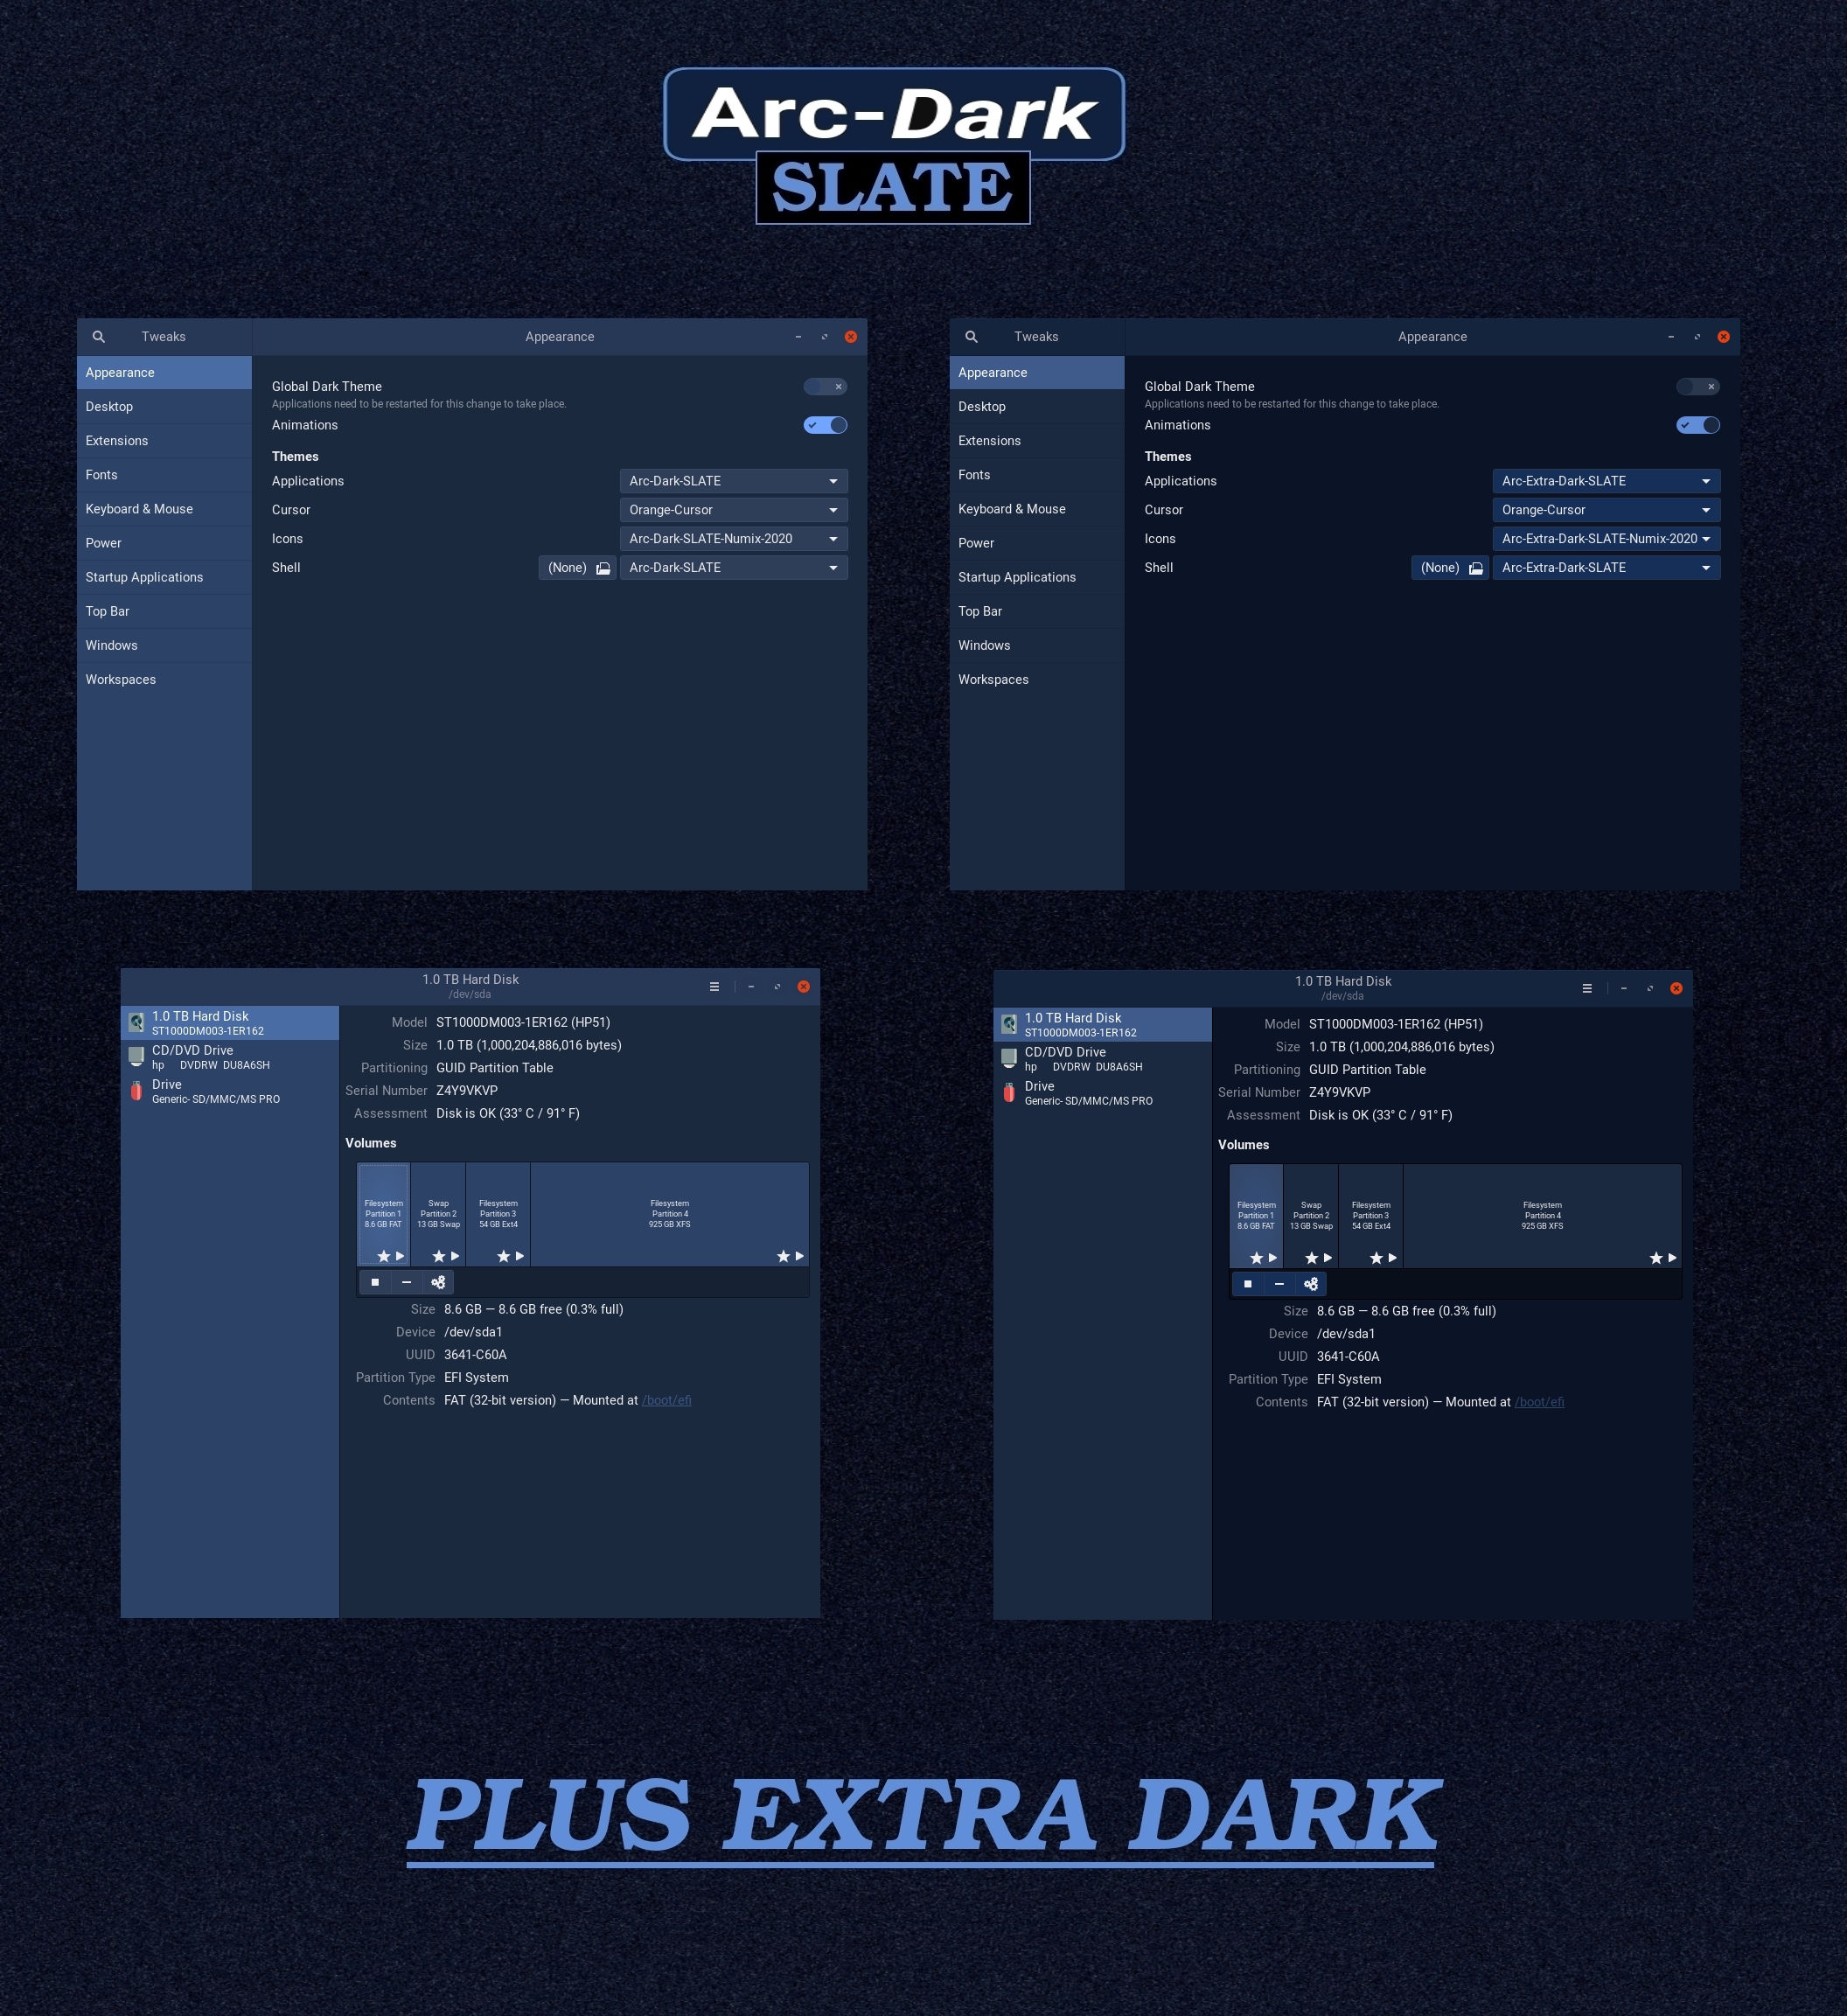 Arc-Dark
SLATE
Tweaks
Appearance
Appearance
Desktop
Extensions
Fonts
Keyboard & Mouse
Power
Startup Applications
Top Bar
Windows
Workspaces
Global Dark Theme
Applications need to be restarted for this change to take place.
Animations
Themes
Applications Arc-Dark-SLATE
Cursor Orange-Cursor
Icons Arc-Dark-SLATE-Numix-2020
Shell (None) Arc-Dark-SLATE
Tweaks
Appearance
Appearance
Desktop
Extensions
Fonts
Keyboard & Mouse
Power
Startup Applications
Top Bar
Windows
Workspaces
Global Dark Theme
Applications need to be restarted for this change to take place.
Animations
Themes
Applications Arc-Extra-Dark-SLATE
Cursor Orange-Cursor
Icons Arc-Extra-Dark-SLATE-Numix-2020
Shell (None) Arc-Extra-Dark-SLATE
1.0 TB Hard Disk
/dev/sda
1.0 TB Hard Disk
ST1000DM003-1ER162
CD/DVD Drive
hp DVDRW DU8A6SH
Drive
Generic- SD/MMC/MS PRO
Model ST1000DM003-1ER162 (HP51)
Size 1.0 TB (1,000,204,886,016 bytes)
Partitioning GUID Partition Table
Serial Number Z4Y9VKVP
Assessment Disk is OK (33° C / 91° F)
Volumes
Filesystem
Partition 1
8.6 GB FAT
Swap
Partition 2
13 GB Swap
Filesystem
Partition 3
54 GB Ext4
Filesystem
Partition 4
925 GB XFS
Size 8.6 GB — 8.6 GB free (0.3% full)
Device /dev/sda1
UUID 3641-C60A
Partition Type EFI System
Contents FAT (32-bit version) — Mounted at /boot/efi
1.0 TB Hard Disk
/dev/sda
1.0 TB Hard Disk
ST1000DM003-1ER162
CD/DVD Drive
hp DVDRW DU8A6SH
Drive
Generic- SD/MMC/MS PRO
Model ST1000DM003-1ER162 (HP51)
Size 1.0 TB (1,000,204,886,016 bytes)
Partitioning GUID Partition Table
Serial Number Z4Y9VKVP
Assessment Disk is OK (33° C / 91° F)
Volumes
Filesystem
Partition 1
8.6 GB FAT
Swap
Partition 2
13 GB Swap
Filesystem
Partition 3
54 GB Ext4
Filesystem
Partition 4
925 GB XFS
Size 8.6 GB — 8.6 GB free (0.3% full)
Device /dev/sda1
UUID 3641-C60A
Partition Type EFI System
Contents FAT (32-bit version) — Mounted at /boot/efi
PLUS EXTRA DARK